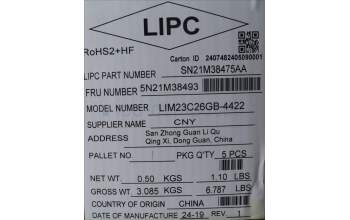 LIPC
RoHS2+HF
Carton ID 2407462405090001
LIPC PART NUMBER SN21M38475AA
FRU NUMBER 5N21M38493
MODEL NUMBER LIM23C26GB-4422
SUPPLIER NAME CNY
ADDRESS San Zhong Guan Li Qu
Qing Xi, Dong Guan, China
PALLET NO PKG Q'TY 5 PCS
NET WT. 0.50 KGS 1.10 LBS
GROSS WT 3.085 KGS 6.787 LBS
COUNTRY OF ORIGIN CHINA
DATE OF MANUFACTURE 24-19 REV. 1